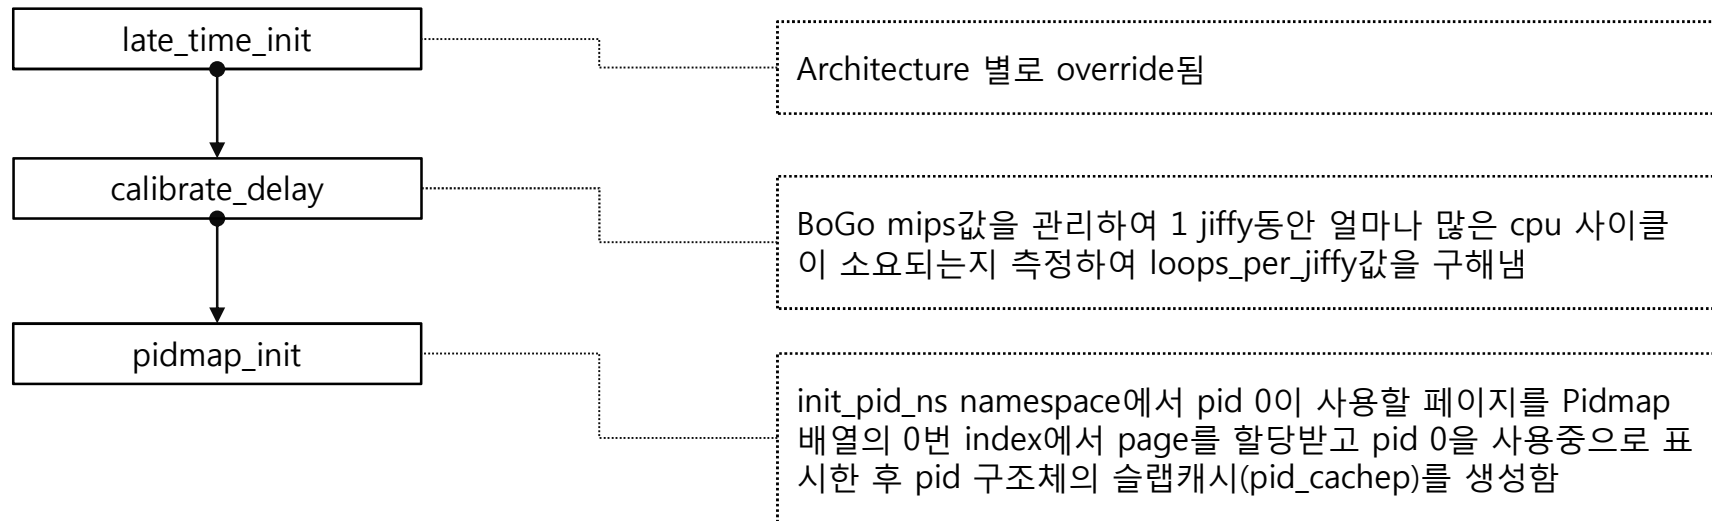 late_time_init
Architecture 별로 override됨
calibrate_delay
BoGo mips값을 관리하여 1 jiffy동안 얼마나 많은 cpu 사이클
이 소요되는지 측정하여 loops_per_jiffy값을 구해냄
pidmap_init
init_pid_ns namespace에서 pid 0이 사용할 페이지를 Pidmap
배열의 0번 index에서 page를 할당받고 pid 0을 사용중으로 표
시한 후 pid 구조체의 슬랩캐시(pid_cachep)를 생성함